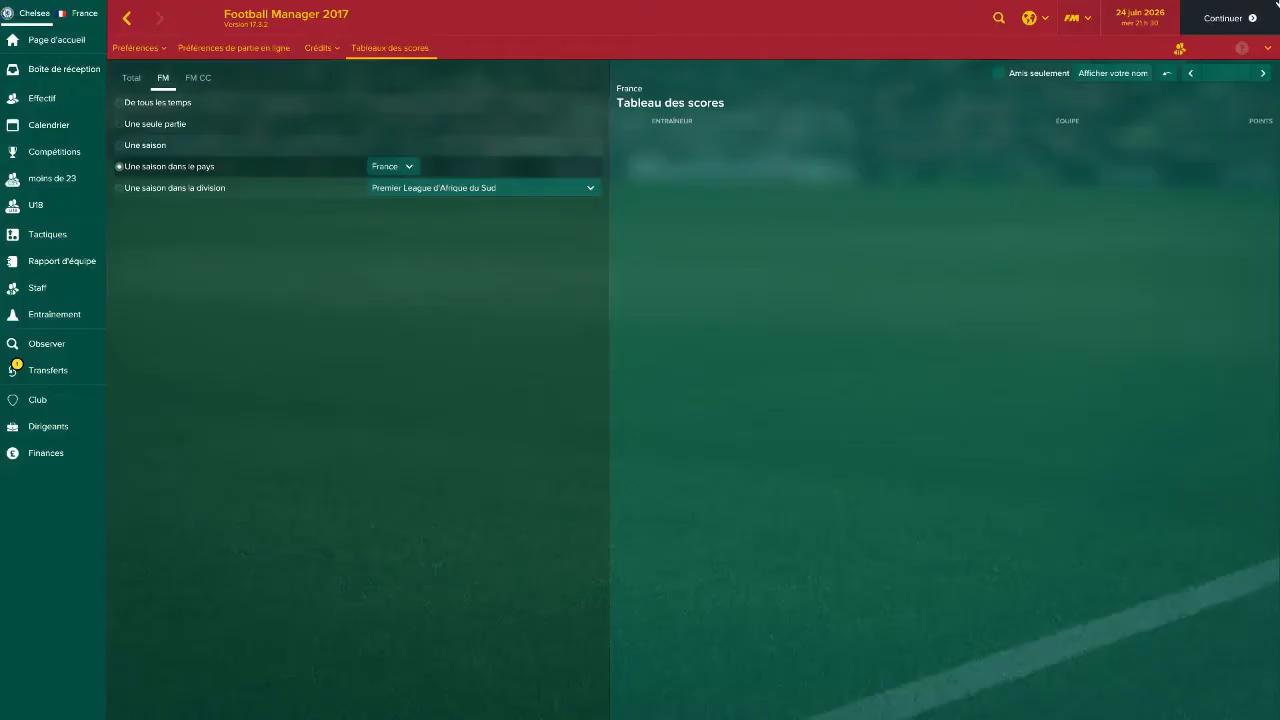 Chelsea
France
Football Manager 2017
Version 17.3.2
FM
24 juin 2026
mer 21 h 30
Continuer
Préférences
Préférences de partie en ligne
Crédits
Tableaux des scores
Page d'accueil
Boîte de réception
Effectif
Calendrier
Compétitions
moins de 23
U18
Tactiques
Rapport d'équipe
Staff
Entraînement
Observer
1
Transferts
Club
Dirigeants
Finances
Total
FM
FM CC
De tous les temps
Une seule partie
Une saison
Une saison dans le pays
France
Une saison dans la division
Premier League d'Afrique du Sud
Amis seulement
Afficher votre nom
France
Tableau des scores
ENTRAÎNEUR
ÉQUIPE
POINTS